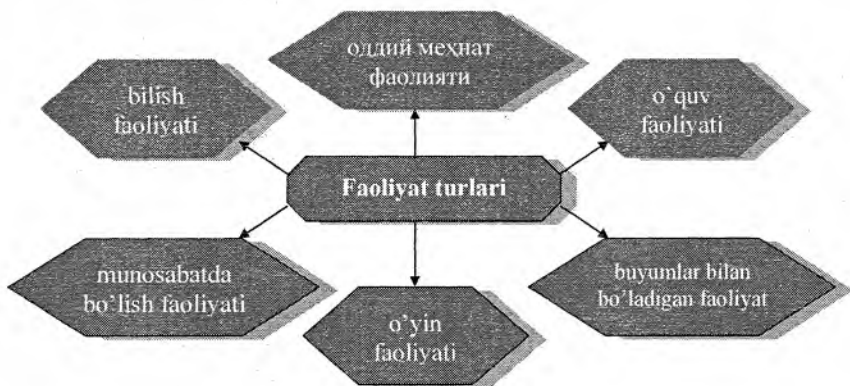 оддий меҳнат
фаолияти
bilish
faoliyati
o`quv
faoliyati
Faoliyat turlari
munosabatda
bo`lish faoliyati
buyumlar bilan
bo`ladigan faoliyat
o`yin
faoliyati